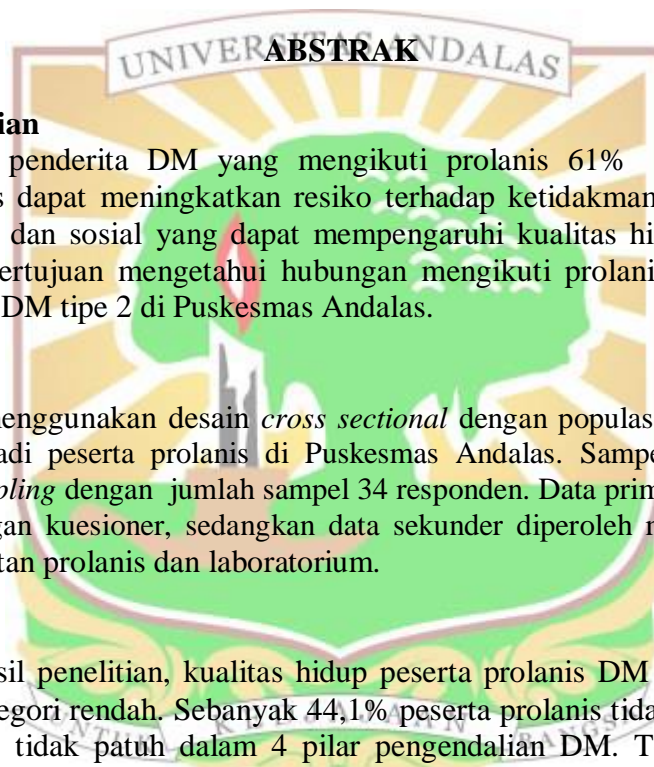 UNIVERSITAS ANDALAS
ABSTRAK
ian
penderita DM yang mengikuti prolanis 61%
s dapat meningkatkan resiko terhadap ketidakman
dan sosial yang dapat mempengaruhi kualitas hi
ertujuan mengetahui hubungan mengikuti prolani
DM tipe 2 di Puskesmas Andalas.
nenggunakan desain cross sectional dengan populas
adi peserta prolanis di Puskesmas Andalas. Sampe
pling dengan jumlah sampel 34 responden. Data prim
gan kuesioner, sedangkan data sekunder diperoleh n
tan prolanis dan laboratorium.
sil penelitian, kualitas hidup peserta prolanis DM
egori rendah. Sebanyak 44,1% peserta prolanis tida
tidak patuh dalam 4 pilar pengendalian DM. T